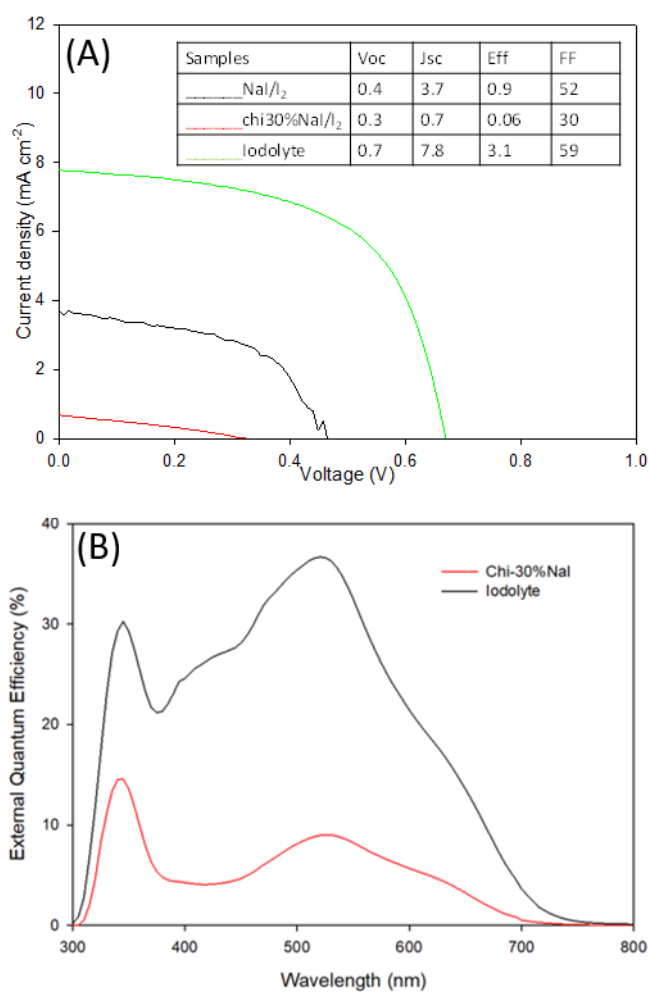 (A)
Samples Voc Jsc Eff FF
NaI/I₂ 0.4 3.7 0.9 52
chi30%NaI/I₂ 0.3 0.7 0.06 30
Iodolyte 0.7 7.8 3.1 59
12
10
8
6
4
2
0
Current density (mA cm⁻²)
0.0 0.2 0.4 0.6 0.8 1.0
Voltage (V)
(B)
Chi-30%NaI
Iodolyte
40
30
20
10
0
External Quantum Efficiency (%)
300 400 500 600 700 800
Wavelength (nm)